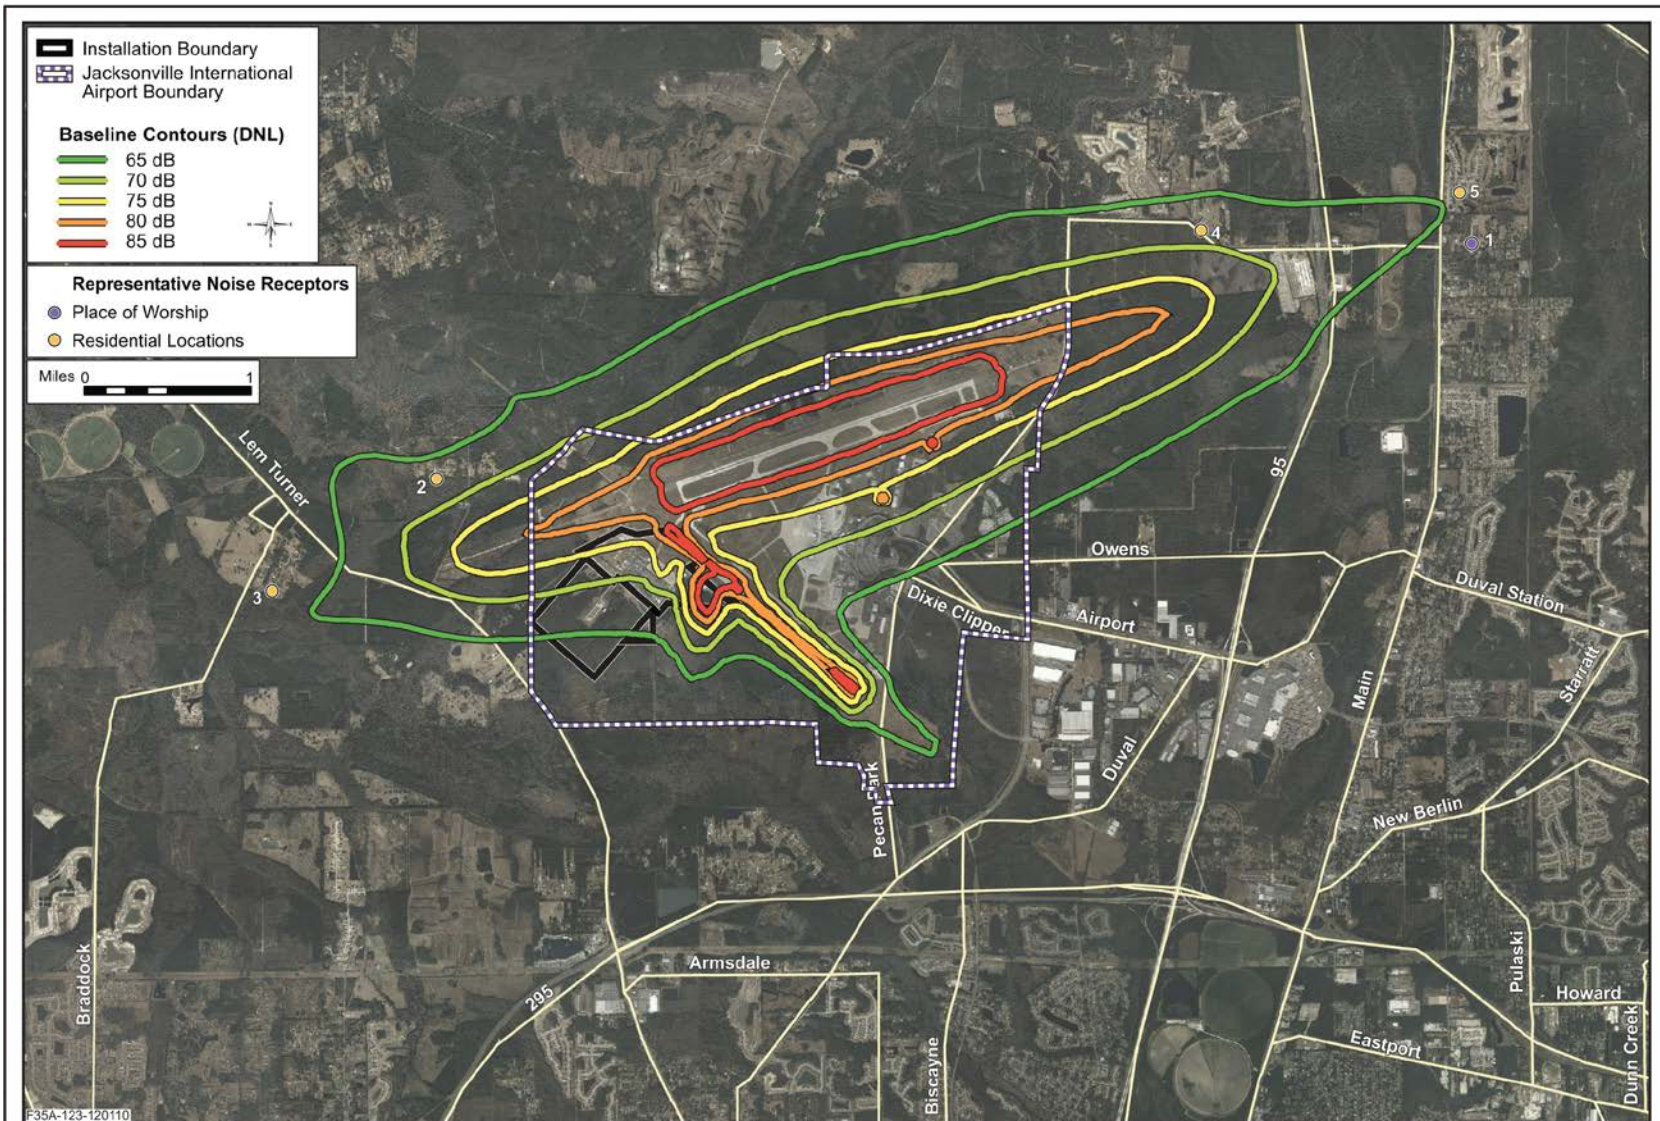 Installation Boundary
Jacksonville International
Airport Boundary
Baseline Contours (DNL)
65 dB
70 dB
75 dB
80 dB
85 dB
N
Representative Noise Receptors
Place of Worship
Residential Locations
Miles 0 1
5
4
1
Lem Turner
2
95
3
Owens
Duval Station
Dixie Clipper
Airport
Starratt
Main
Duval
Pecan Park
New Berlin
Braddock
Armsdale
295
Pulaski
Howard
Biscayne
Eastport
Dunn Creek
F35A-123-120110